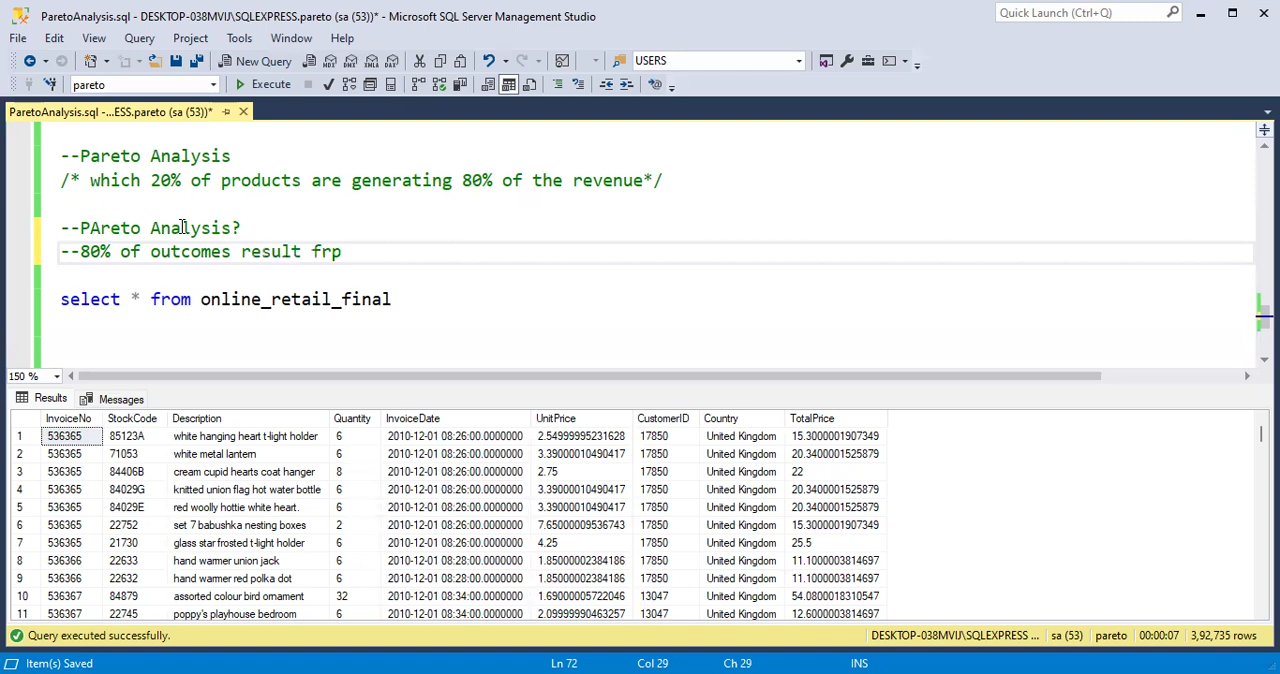 ParetoAnalysis.sql - DESKTOP-038MVIJ\SQLEXPRESS.pareto (sa (53))* - Microsoft SQL Server Management Studio
Quick Launch (Ctrl+Q)
File Edit View Query Project Tools Window Help
New Query USERS
pareto Execute
ParetoAnalysis.sql -...ESS.pareto (sa (53))*
--Pareto Analysis
/* which 20% of products are generating 80% of the revenue*/
--PAreto Analysis?
--80% of outcomes result frp
select * from online_retail_final
150 %
Results Messages
InvoiceNo StockCode Description Quantity InvoiceDate UnitPrice CustomerID Country TotalPrice
1 536365 85123A white hanging heart t-light holder 6 2010-12-01 08:26:00.0000000 2.54999995231628 17850 United Kingdom 15.3000001907349
2 536365 71053 white metal lantern 6 2010-12-01 08:26:00.0000000 3.39000010490417 17850 United Kingdom 20.3400001525879
3 536365 84406B cream cupid hearts coat hanger 8 2010-12-01 08:26:00.0000000 2.75 17850 United Kingdom 22
4 536365 84029G knitted union flag hot water bottle 6 2010-12-01 08:26:00.0000000 3.39000010490417 17850 United Kingdom 20.3400001525879
5 536365 84029E red woolly hottie white heart. 6 2010-12-01 08:26:00.0000000 3.39000010490417 17850 United Kingdom 20.3400001525879
6 536365 22752 set 7 babushka nesting boxes 2 2010-12-01 08:26:00.0000000 7.65000009536743 17850 United Kingdom 15.3000001907349
7 536365 21730 glass star frosted t-light holder 6 2010-12-01 08:26:00.0000000 4.25 17850 United Kingdom 25.5
8 536366 22633 hand warmer union jack 6 2010-12-01 08:28:00.0000000 1.85000002384186 17850 United Kingdom 11.1000003814697
9 536366 22632 hand warmer red polka dot 6 2010-12-01 08:28:00.0000000 1.85000002384186 17850 United Kingdom 11.1000003814697
10 536367 84879 assorted colour bird ornament 32 2010-12-01 08:34:00.0000000 1.69000005722046 13047 United Kingdom 54.0800018310547
11 536367 22745 poppy's playhouse bedroom 6 2010-12-01 08:34:00.0000000 2.09999990463257 13047 United Kingdom 12.6000003814697
Query executed successfully. DESKTOP-038MVIJ\SQLEXPRESS ... sa (53) pareto 00:00:07 3,92,735 rows
Item(s) Saved Ln 72 Col 29 Ch 29 INS